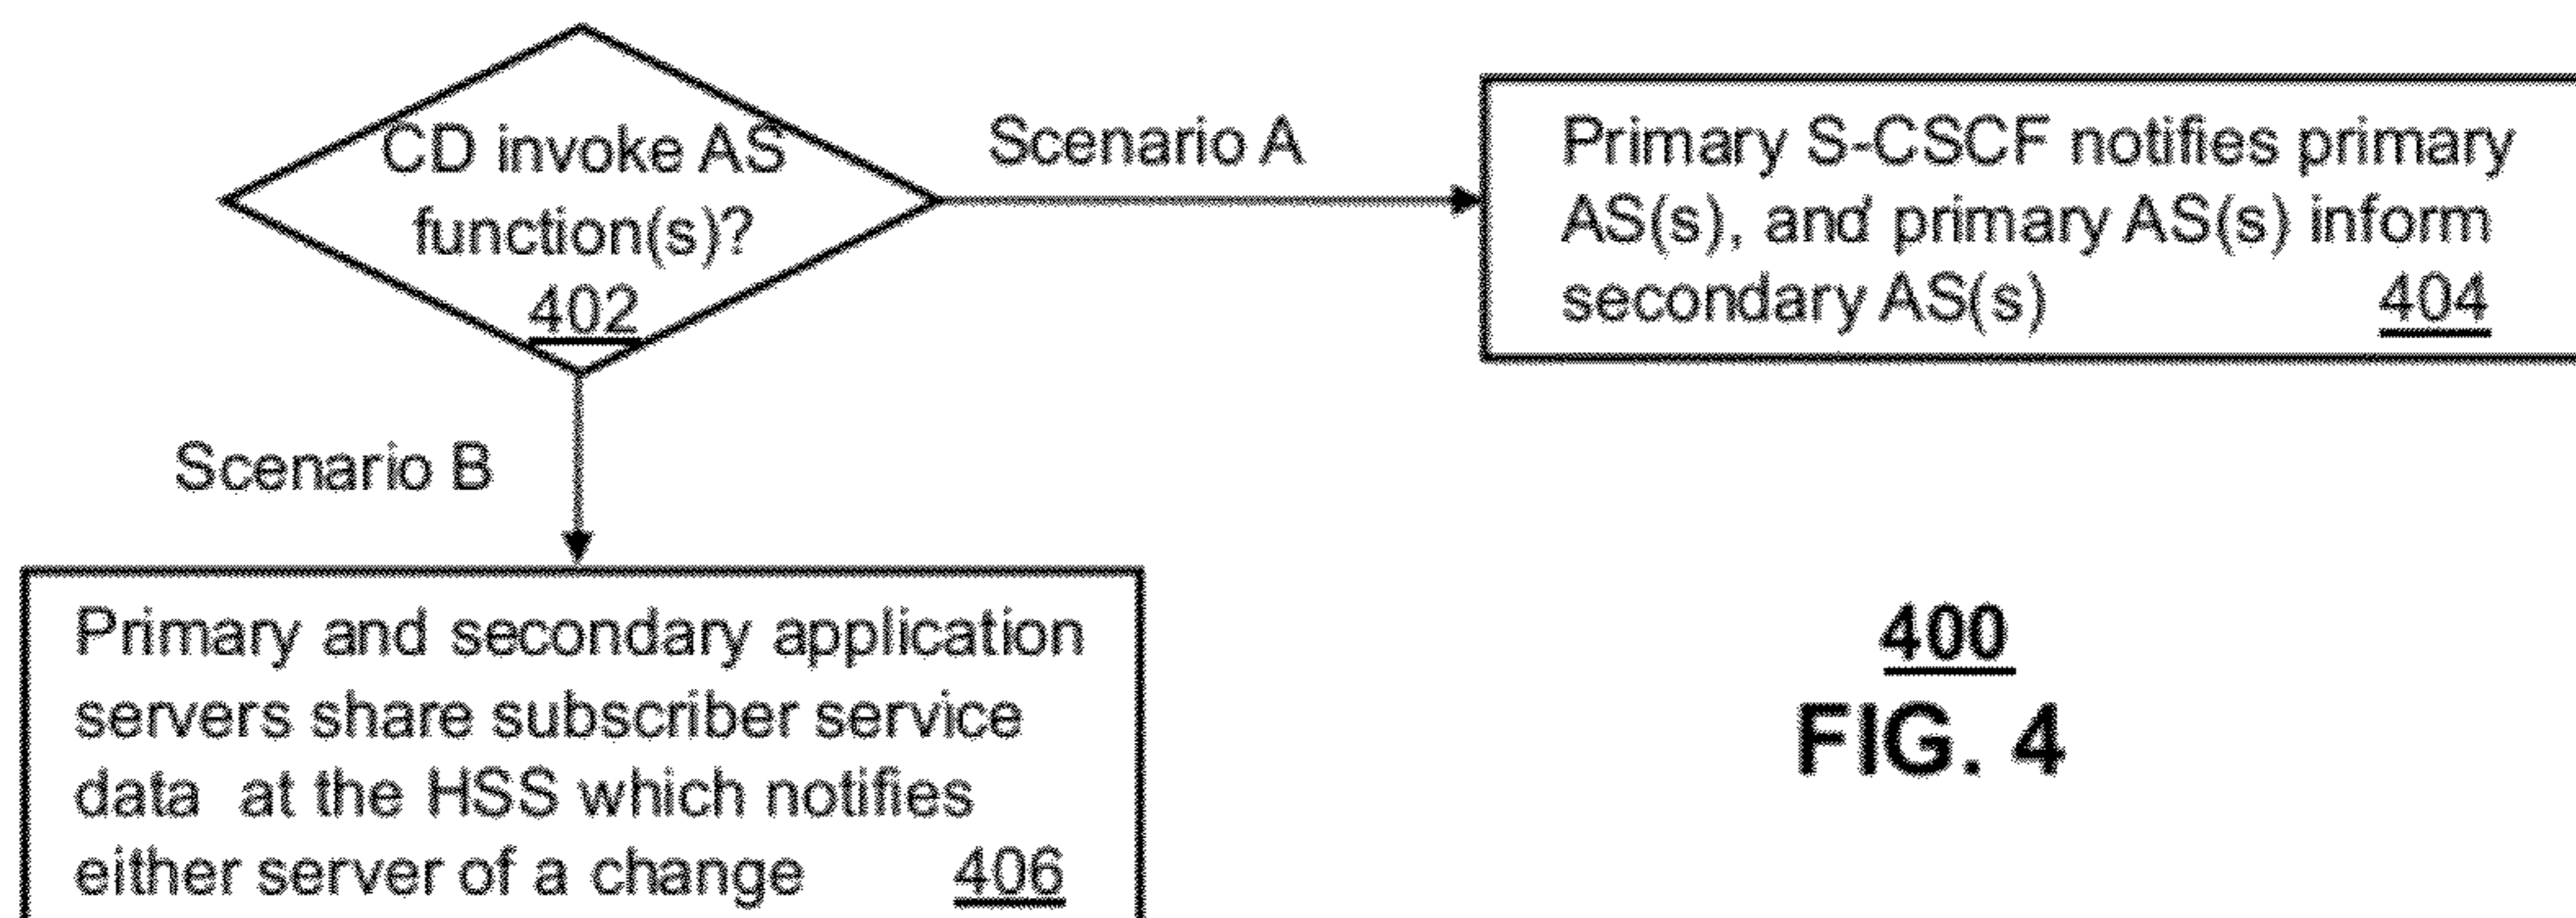 CD invoke AS
function(s)?
402
Scenario A
Primary S-CSCF notifies primary
AS(s), and primary AS(s) inform
secondary AS(s) 404
Scenario B
Primary and secondary application
servers share subscriber service
data at the HSS which notifies
either server of a change 406
400
FIG. 4